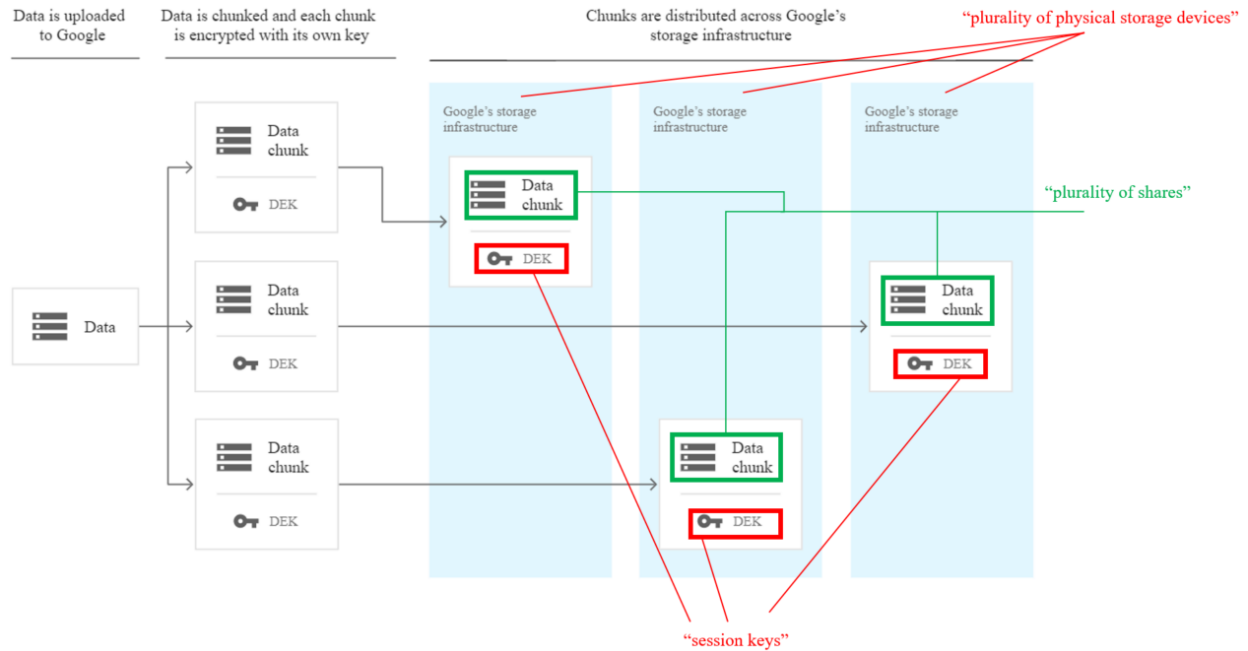 Data is uploaded
to Google
Data is chunked and each chunk
is encrypted with its own key
Chunks are distributed across Google’s
storage infrastructure
“plurality of physical storage devices”
Google’s storage
infrastructure
Google’s storage
infrastructure
Google’s storage
infrastructure
Data
chunk
DEK
Data
chunk
DEK
“plurality of shares”
Data
Data
chunk
DEK
Data
chunk
DEK
Data
chunk
DEK
Data
chunk
DEK
“session keys”